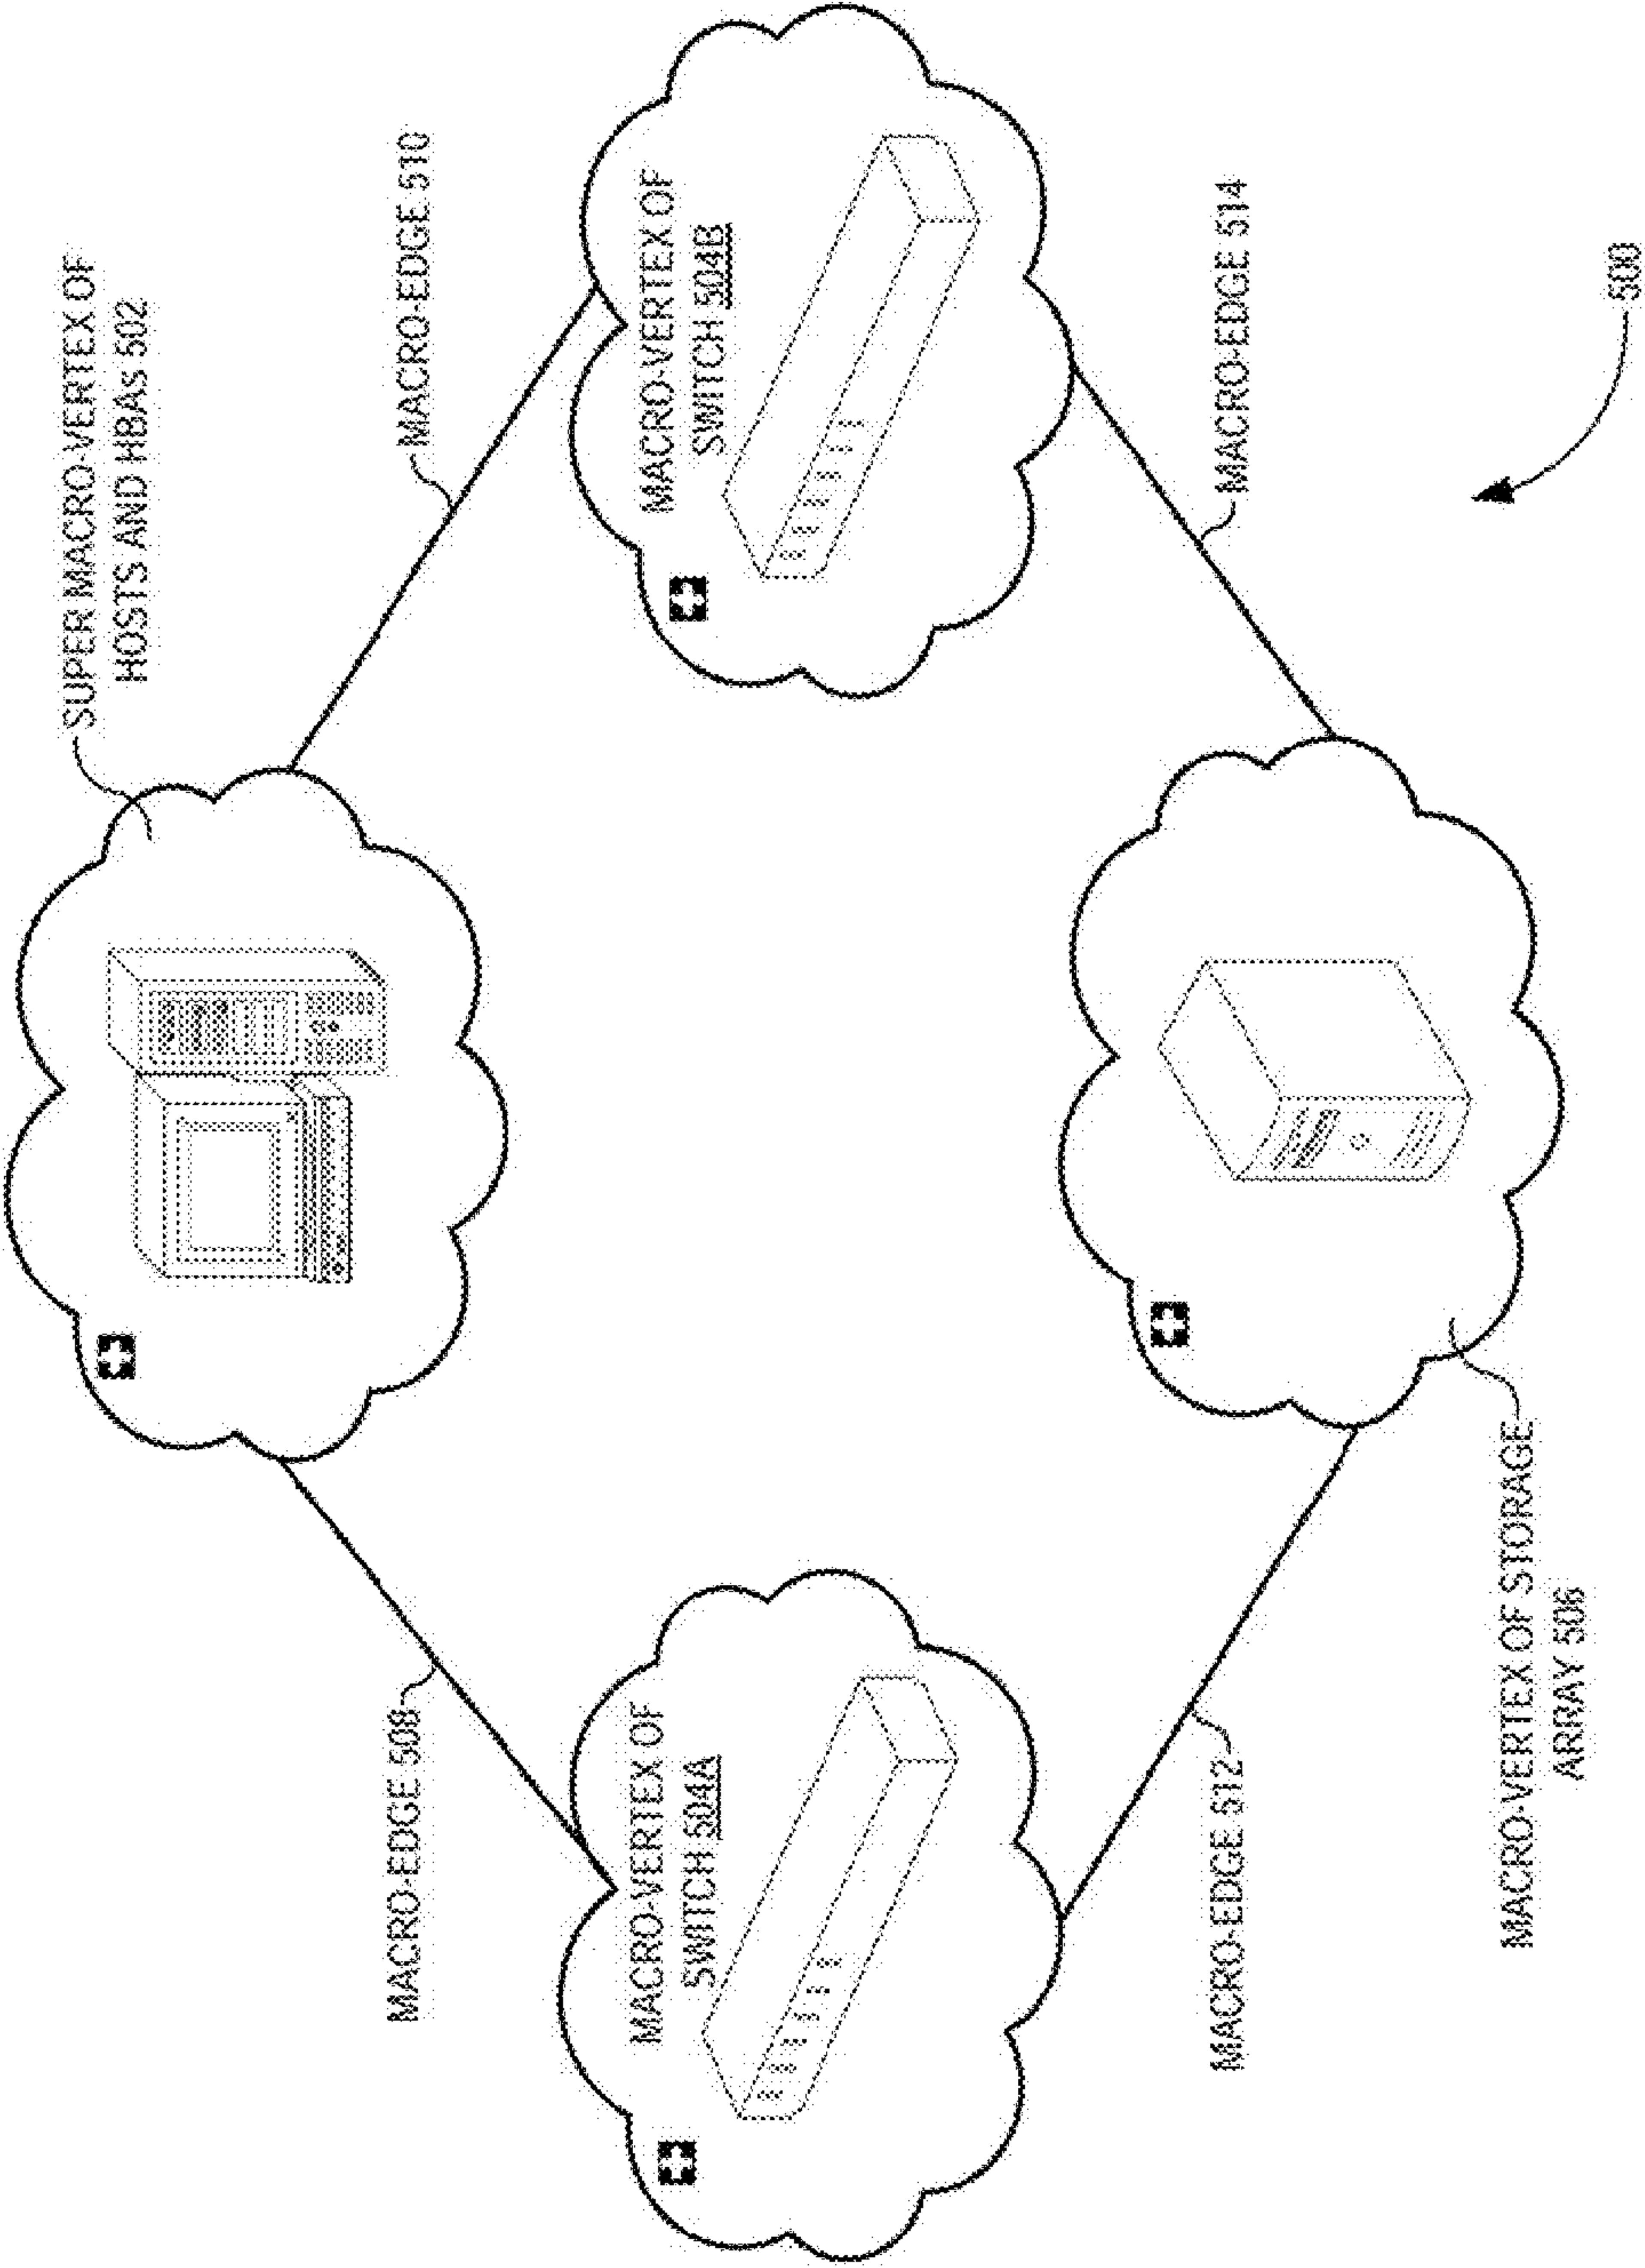 SUPER MACRO-VERTEX OF
HOSTS AND HBAs 502
MACRO-EDGE 508
MACRO-EDGE 510
MACRO-VERTEX OF
SWITCH 504A
MACRO-VERTEX OF
SWITCH 504B
MACRO-EDGE 512
MACRO-EDGE 514
MACRO-VERTEX OF STORAGE
ARRAY 506
500